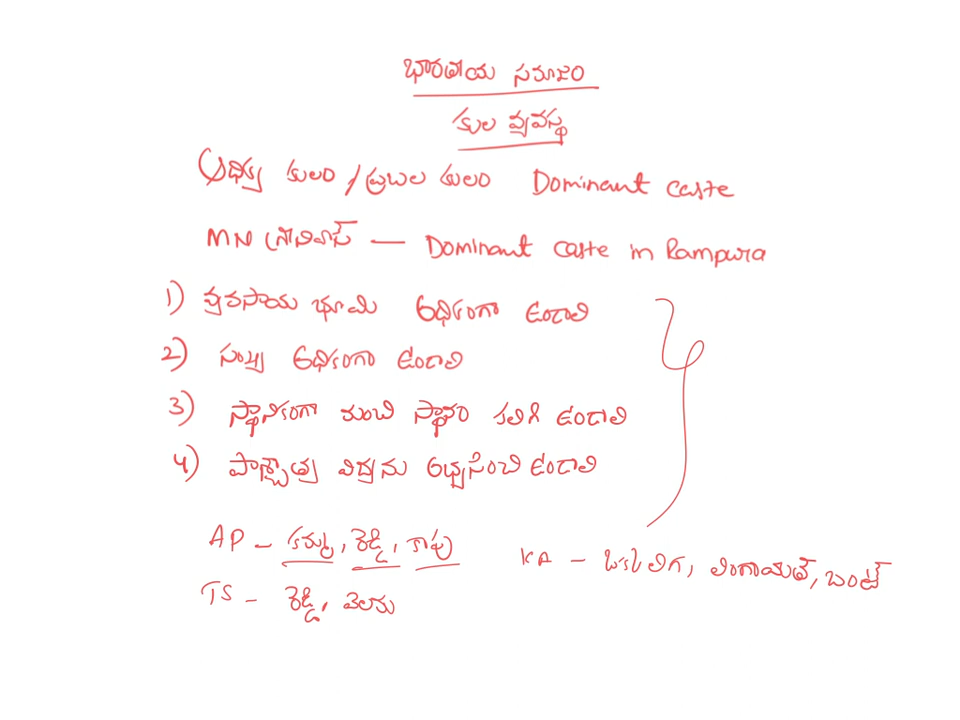 భారతీయ సమాజం
కుల వ్యవస్థ
ఆధిక్య కులం / ప్రబల కులం Dominant caste
MN శ్రీనివాస్ — Dominant caste in Rampura
1) వ్యవసాయ భూమి అధికంగా ఉండాలి
2) సంఖ్య అధికంగా ఉండాలి
3) స్థానికంగా మంచి స్థానం కలిగి ఉండాలి
4) పాశ్చాత్య విద్యను అభ్యసించి ఉండాలి
AP - కమ్మ, రెడ్డి, కాపు
KA - ఒక్కలిగ, లింగాయత్, బంట్
TS - రెడ్డి, వెలమ